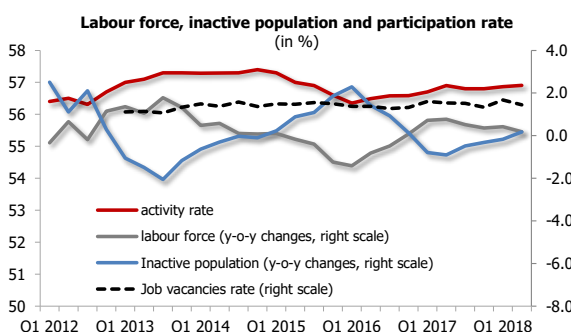 Labour force, inactive population and participation rate
(in %)
58
57
56
55
54
53
52
51
50
4.0
2.0
0.0
-2.0
-4.0
-6.0
-8.0
activity rate
labour force (y-o-y changes, right scale)
Inactive population (y-o-y changes, right scale)
Job vacancies rate (right scale)
Q1 2012 Q1 2013 Q1 2014 Q1 2015 Q1 2016 Q1 2017 Q1 2018